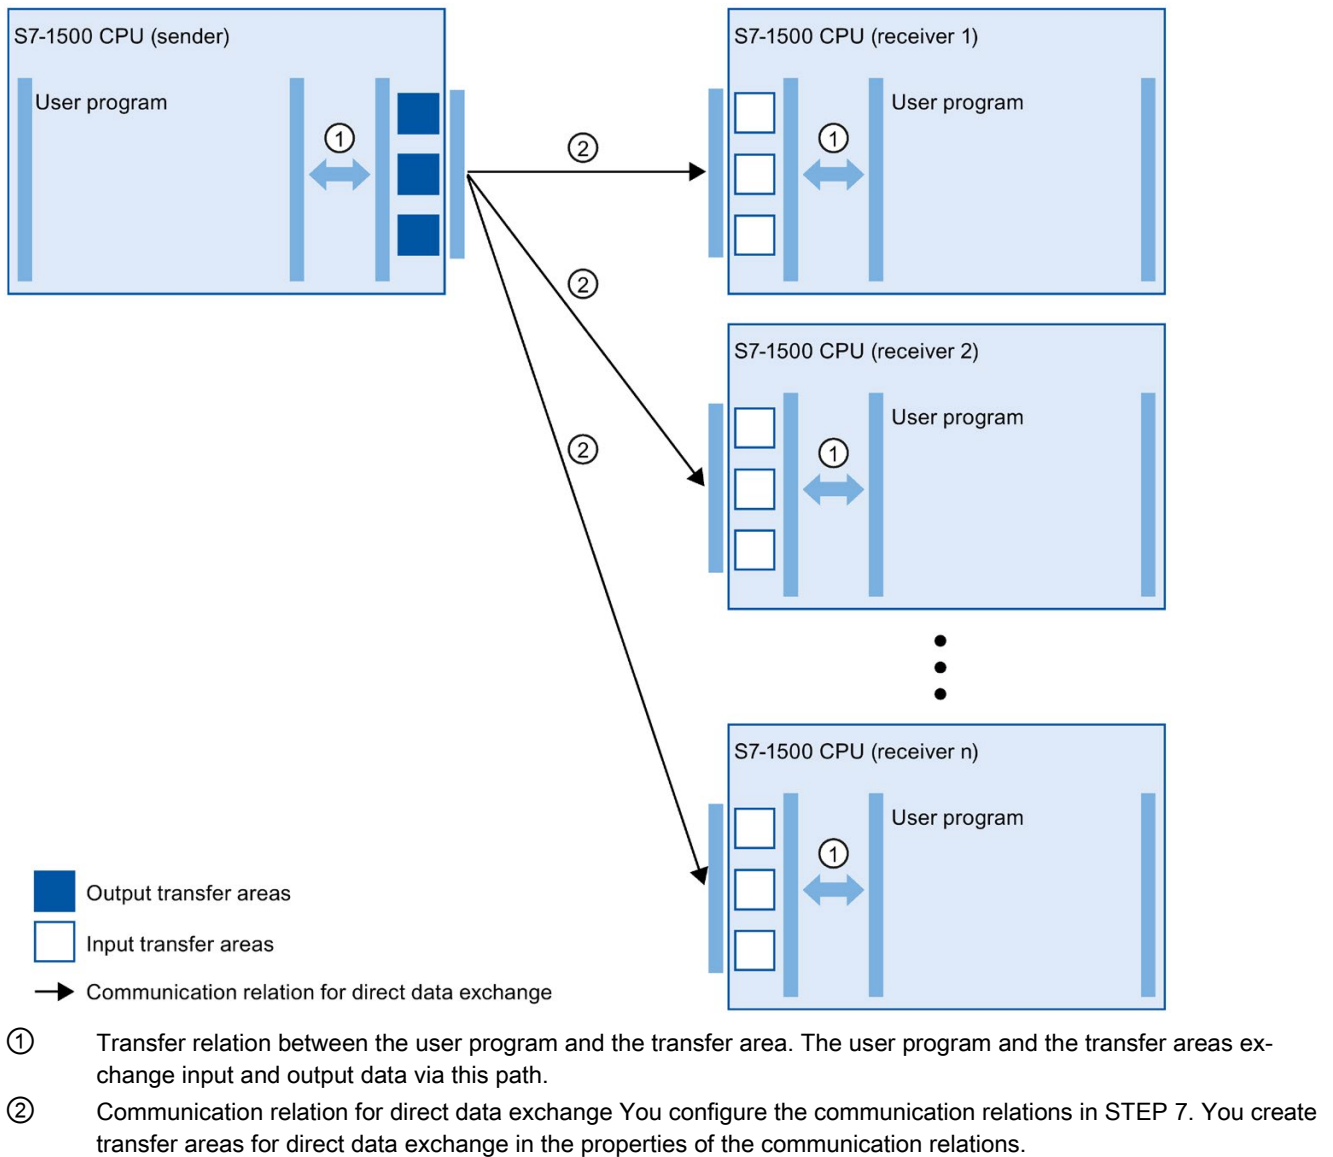 S7-1500 CPU (sender)
User program
①
S7-1500 CPU (receiver 1)
User program
①
②
②
②
S7-1500 CPU (receiver 2)
User program
①
S7-1500 CPU (receiver n)
User program
①
Output transfer areas
Input transfer areas
Communication relation for direct data exchange
① Transfer relation between the user program and the transfer area. The user program and the transfer areas ex-
change input and output data via this path.
② Communication relation for direct data exchange You configure the communication relations in STEP 7. You create
transfer areas for direct data exchange in the properties of the communication relations.